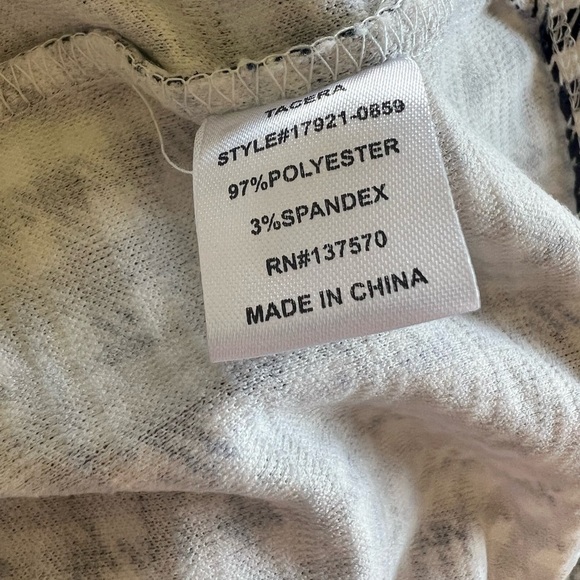 TACERA
STYLE#17921-0859
97%POLYESTER
3%SPANDEX
RN#137570
MADE IN CHINA